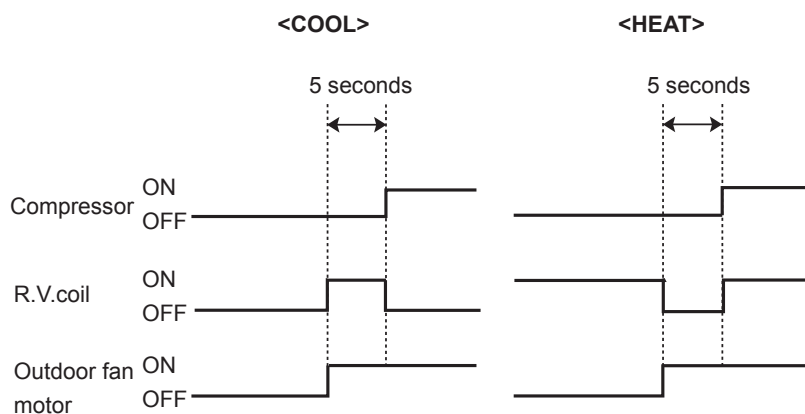 <COOL> <HEAT>
5 seconds 5 seconds
ON
Compressor
OFF
ON
R.V.coil
OFF
ON
Outdoor fan
motor
OFF